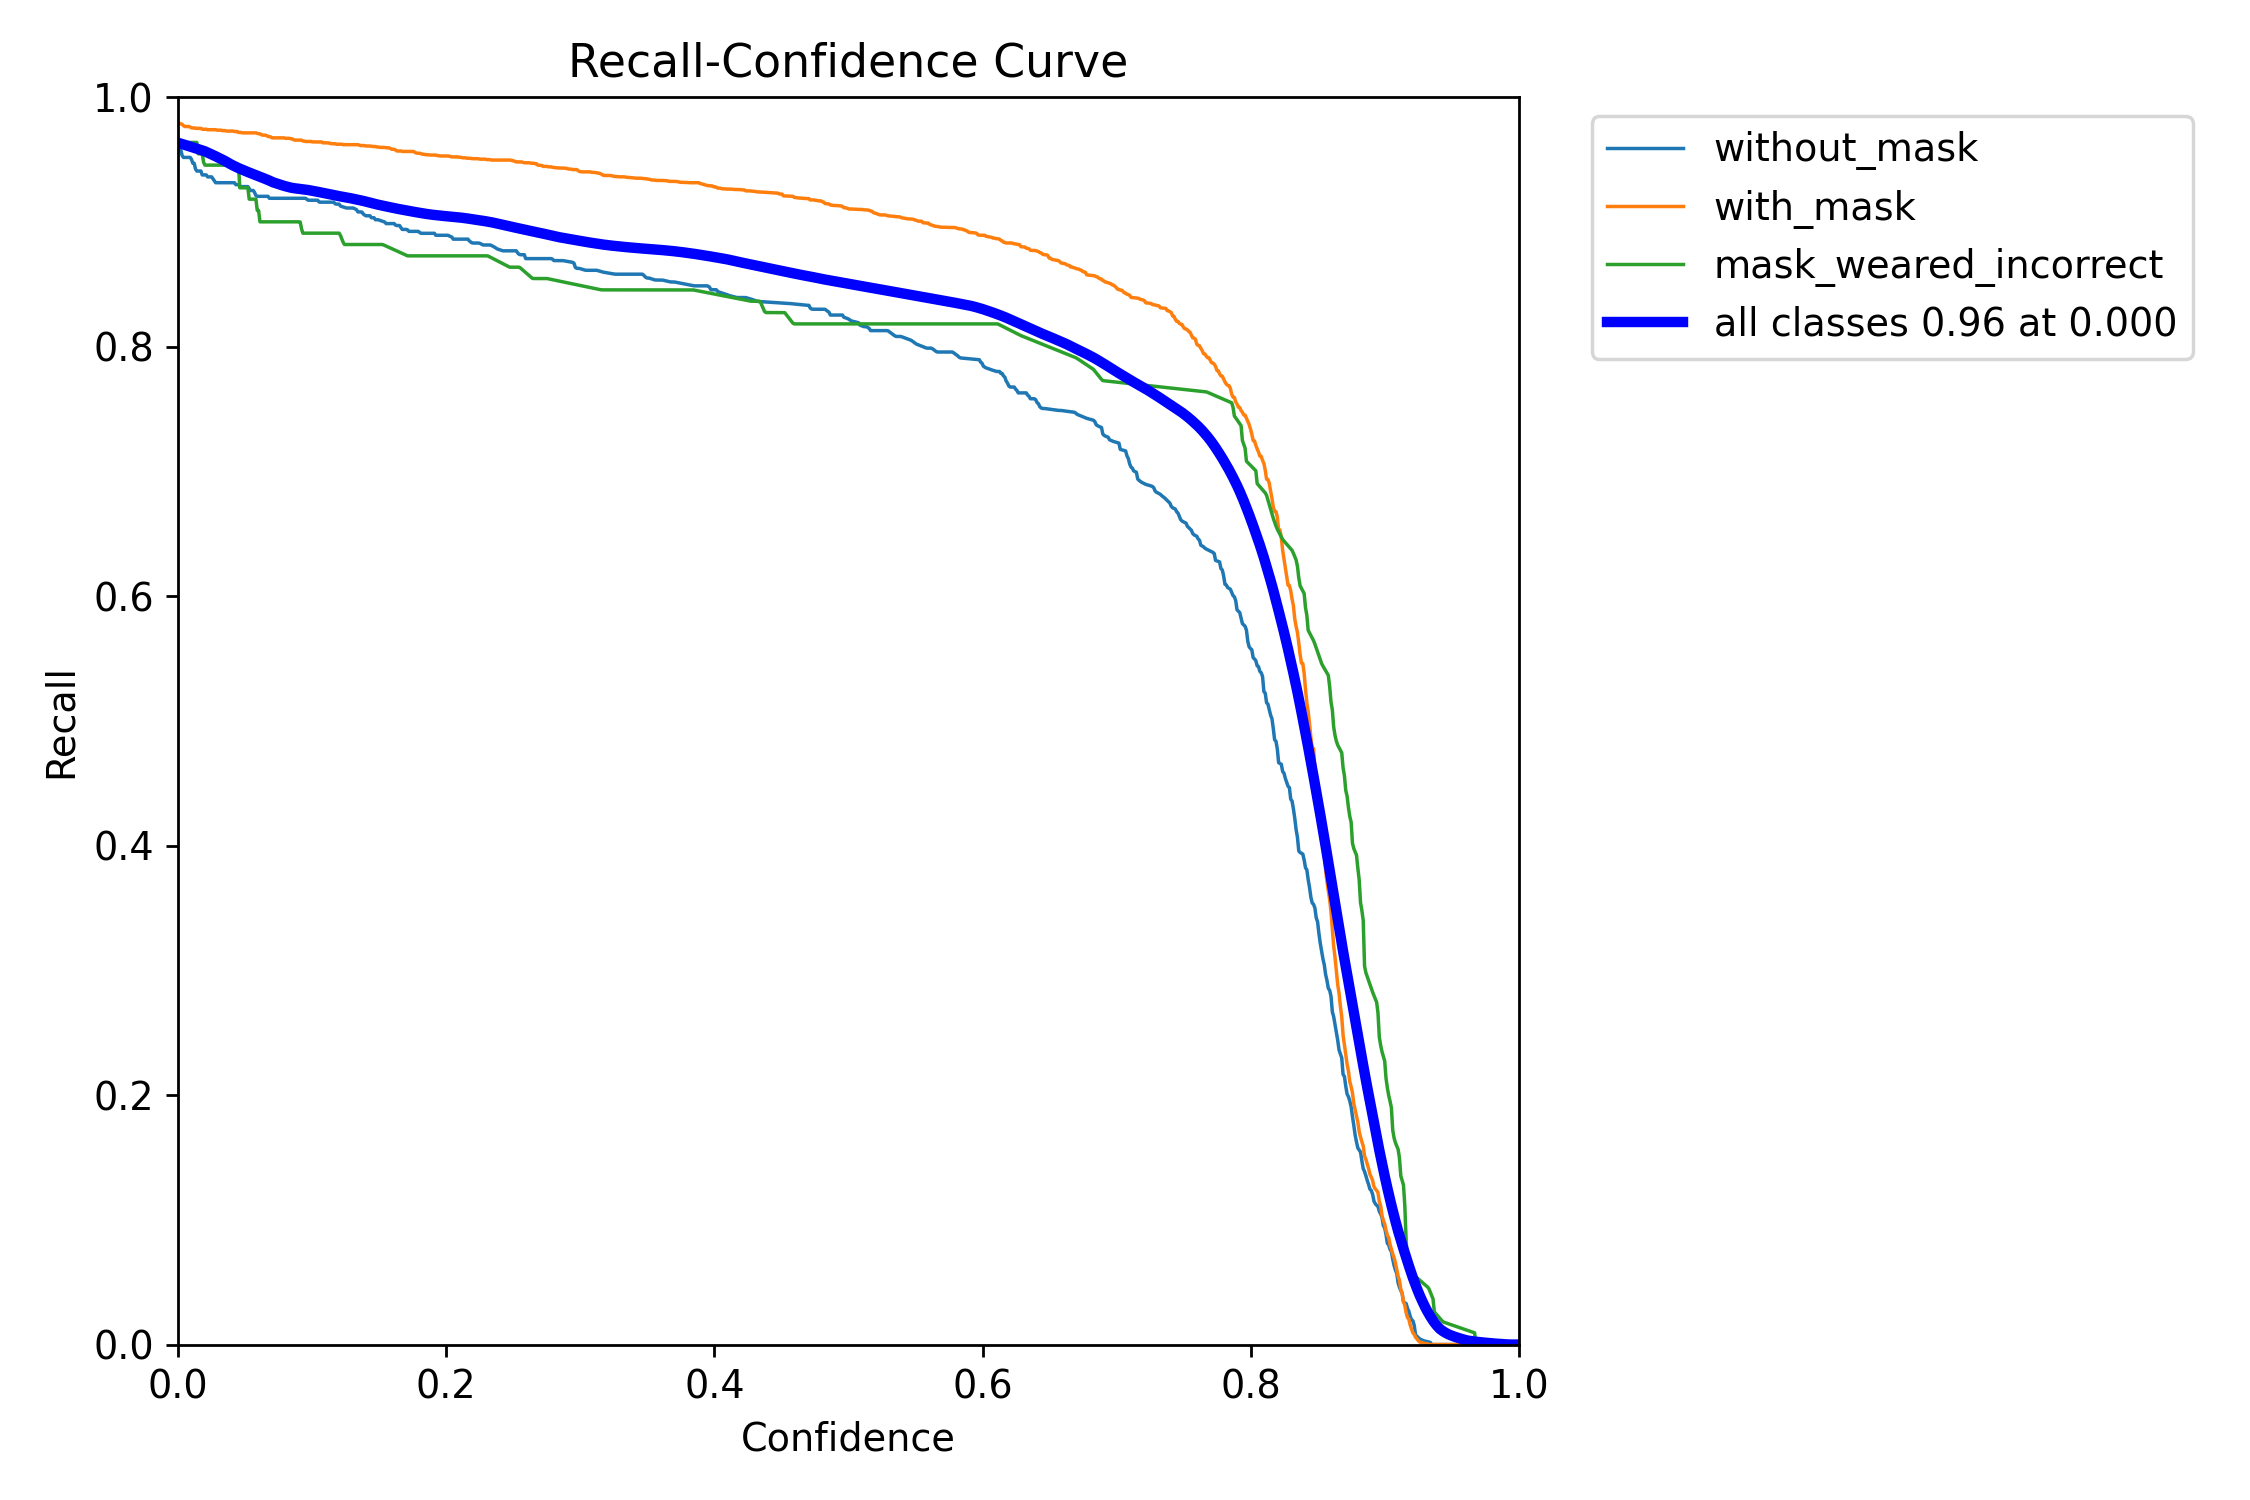 Recall-Confidence Curve
1.0
0.8
0.6
0.4
0.2
0.0
Recall
0.0 0.2 0.4 0.6 0.8 1.0
Confidence
without_mask
with_mask
mask_weared_incorrect
all classes 0.96 at 0.000